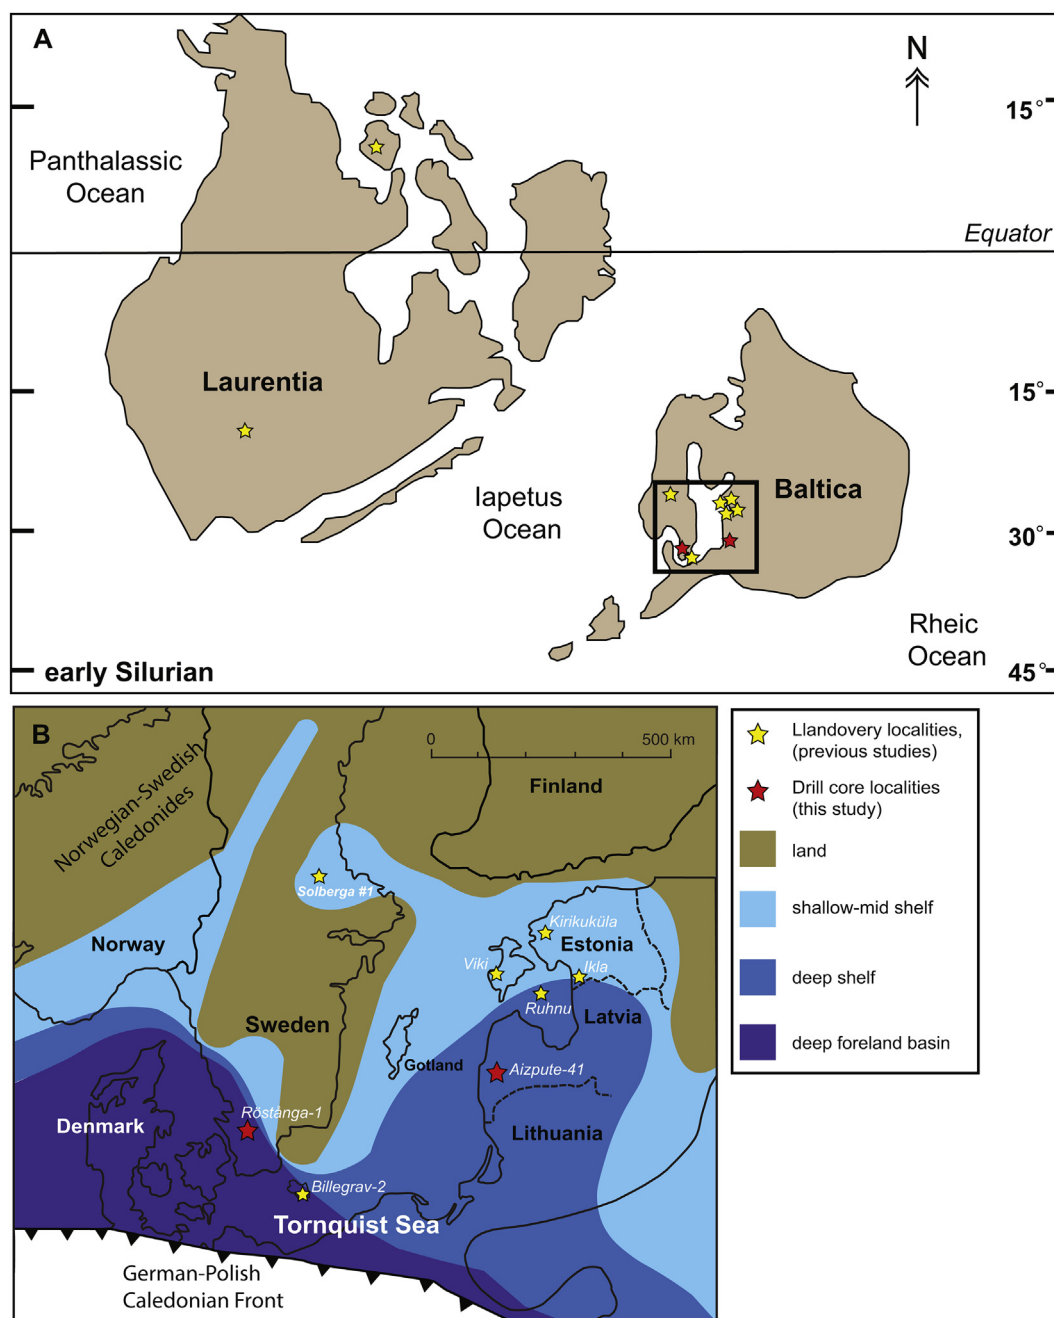 A
N
15°
Panthalassic
Ocean
Equator
Laurentia
15°
Baltica
Iapetus
Ocean
30°
Rheic
Ocean
early Silurian
45°
B
0
500 km
Norwegian-Swedish
Caledonides
Finland
Solberga #1
Kirikuküla
Norway
Estonia
Viki
Ikla
Ruhnu
Latvia
Sweden
Gotland
Aizpute-41
Röstånga-1
Denmark
Lithuania
Billegrav-2
Tornquist Sea
German-Polish
Caledonian Front
Llandovery localities,
(previous studies)
Drill core localities
(this study)
land
shallow-mid shelf
deep shelf
deep foreland basin